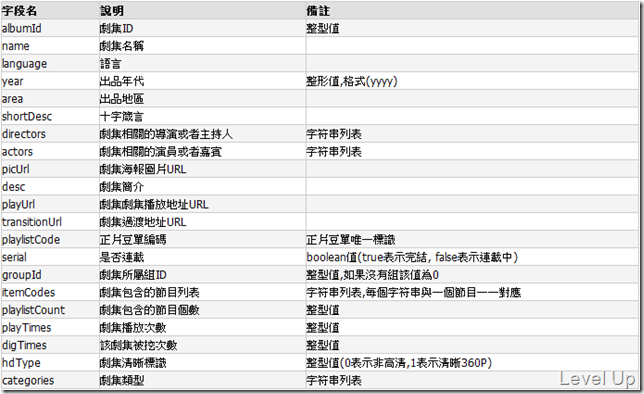 字段名 說明 備註
albumId 劇集ID 整型值
name 劇集名稱
language 語言
year 出品年代 整形值,格式(yyyy)
area 出品地區
shortDesc 十字箴言
directors 劇集相關的導演或者主持人 字符串列表
actors 劇集相關的演員或者嘉賓 字符串列表
picUrl 劇集海報圖片URL
desc 劇集簡介
playUrl 劇集劇集播放地址URL
transitionUrl 劇集過渡地址URL
playlistCode 正片豆單編碼 正片豆單唯一標識
serial 是否連載 boolean值(true表示完結, false表示連載中)
groupId 劇集所屬組ID 整型值,如果沒有組該值為0
itemCodes 劇集包含的節目列表 字符串列表,每個字符串與一個節目一一對應
playlistCount 劇集包含的節目個數 整型值
playTimes 劇集播放次數 整型值
digTimes 該劇集被挖次數 整型值
hdType 劇集清晰標識 整型值(0表示非高清,1表示清晰360P)
categories 劇集類型 字符串列表
Level Up